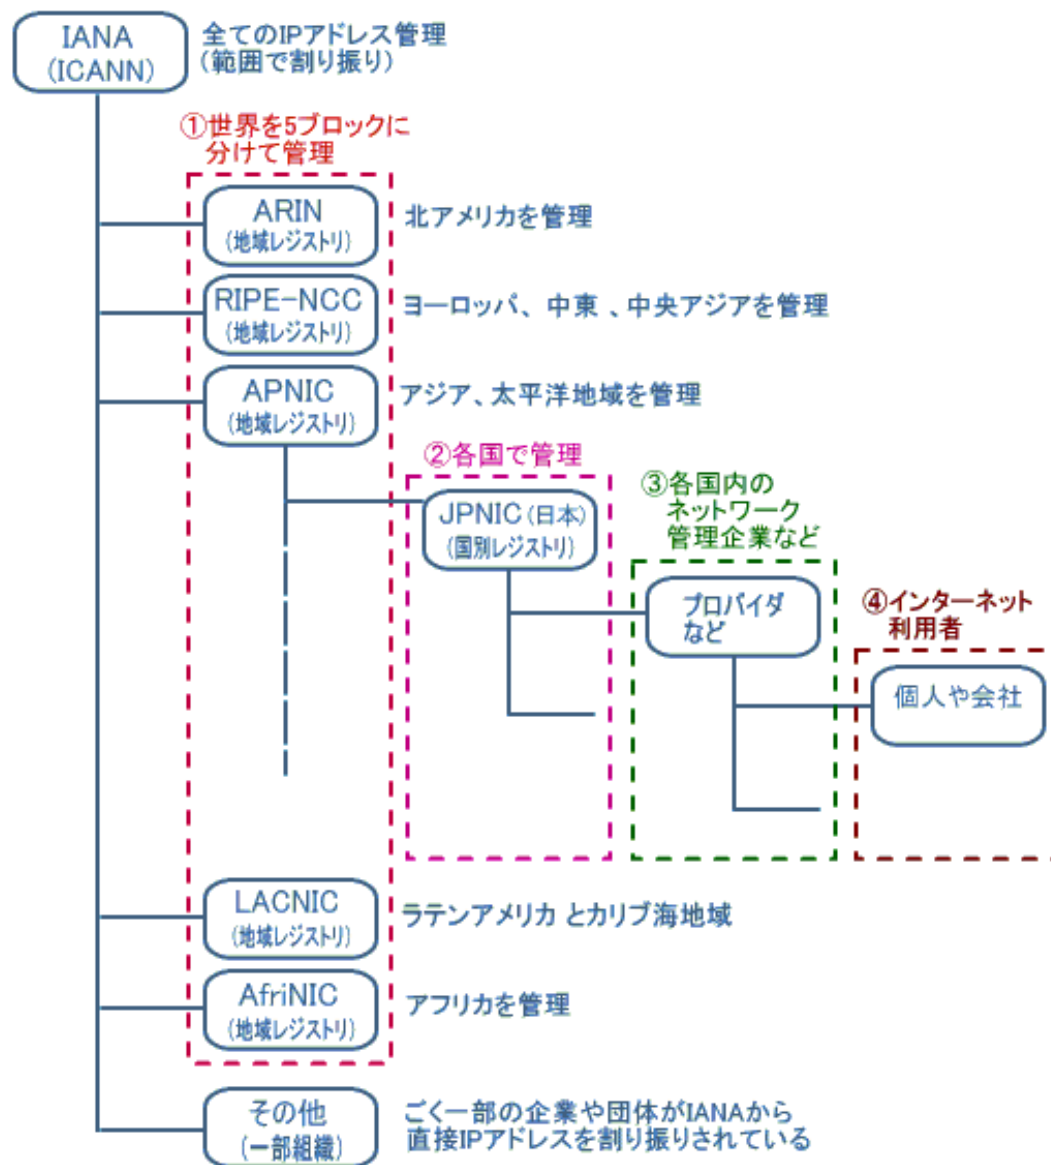 IANA
(ICANN)
全てのIPアドレス管理
(範囲で割り振り)
①世界を5ブロックに
分けて管理
ARIN
(地域レジストリ)
北アメリカを管理
RIPE-NCC
(地域レジストリ)
ヨーロッパ、中東 、中央アジアを管理
APNIC
(地域レジストリ)
アジア、太平洋地域を管理
②各国で管理
JPNIC(日本)
(国別レジストリ)
③各国内の
ネットワーク
管理企業など
プロバイダ
など
④インターネット
利用者
個人や会社
LACNIC
(地域レジストリ)
ラテンアメリカ とカリブ海地域
AfriNIC
(地域レジストリ)
アフリカを管理
その他
(一部組織)
ごく一部の企業や団体がIANAから
直接IPアドレスを割り振りされている